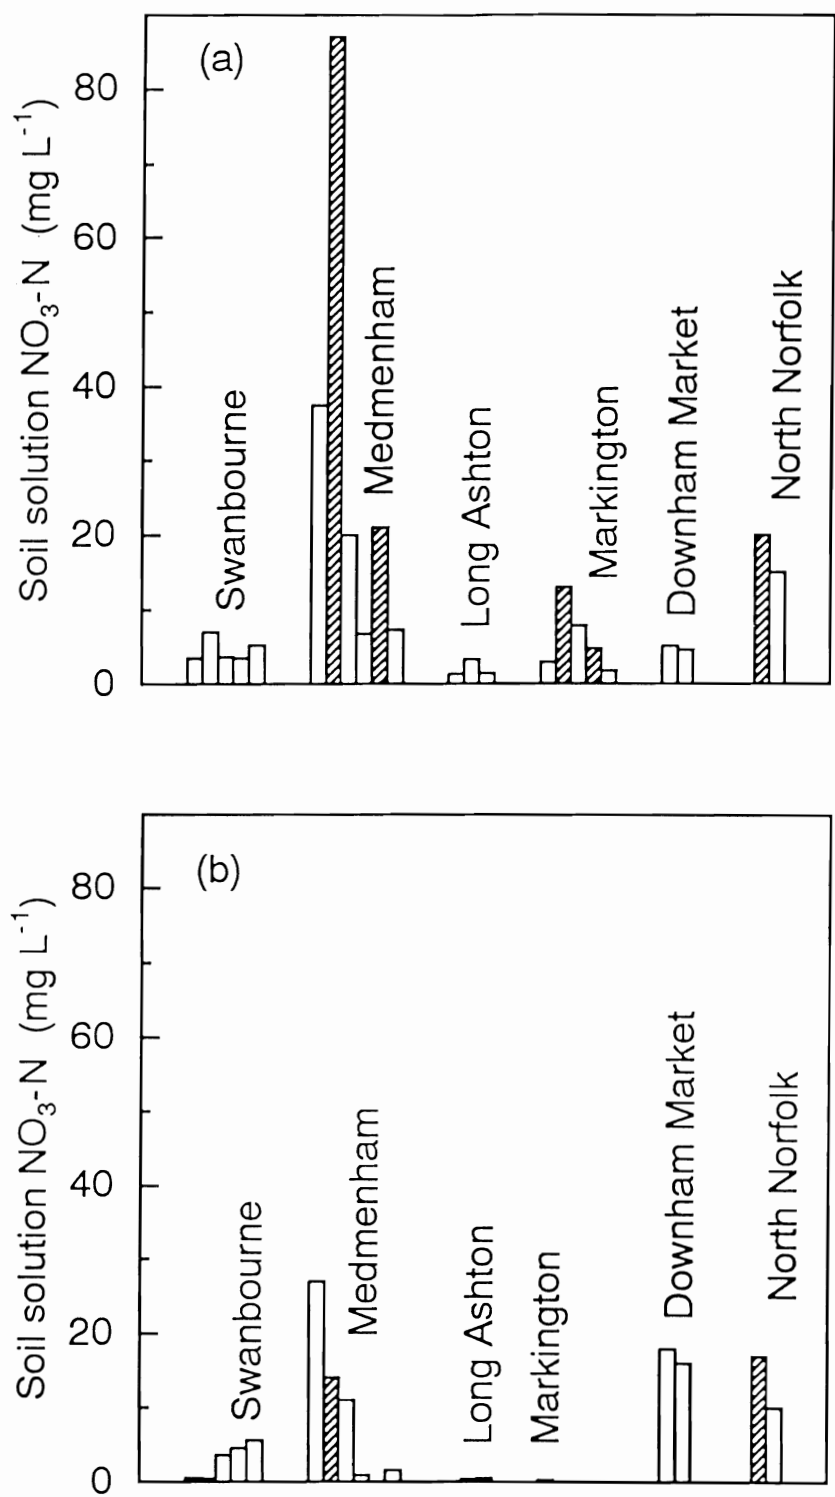 (a)
Soil solution NO₃-N (mg L⁻¹)
80
60
40
20
0
Swanbourne
Medmenham
Long Ashton
Markington
Downham Market
North Norfolk
(b)
Soil solution NO₃-N (mg L⁻¹)
80
60
40
20
0
Swanbourne
Medmenham
Long Ashton
Markington
Downham Market
North Norfolk